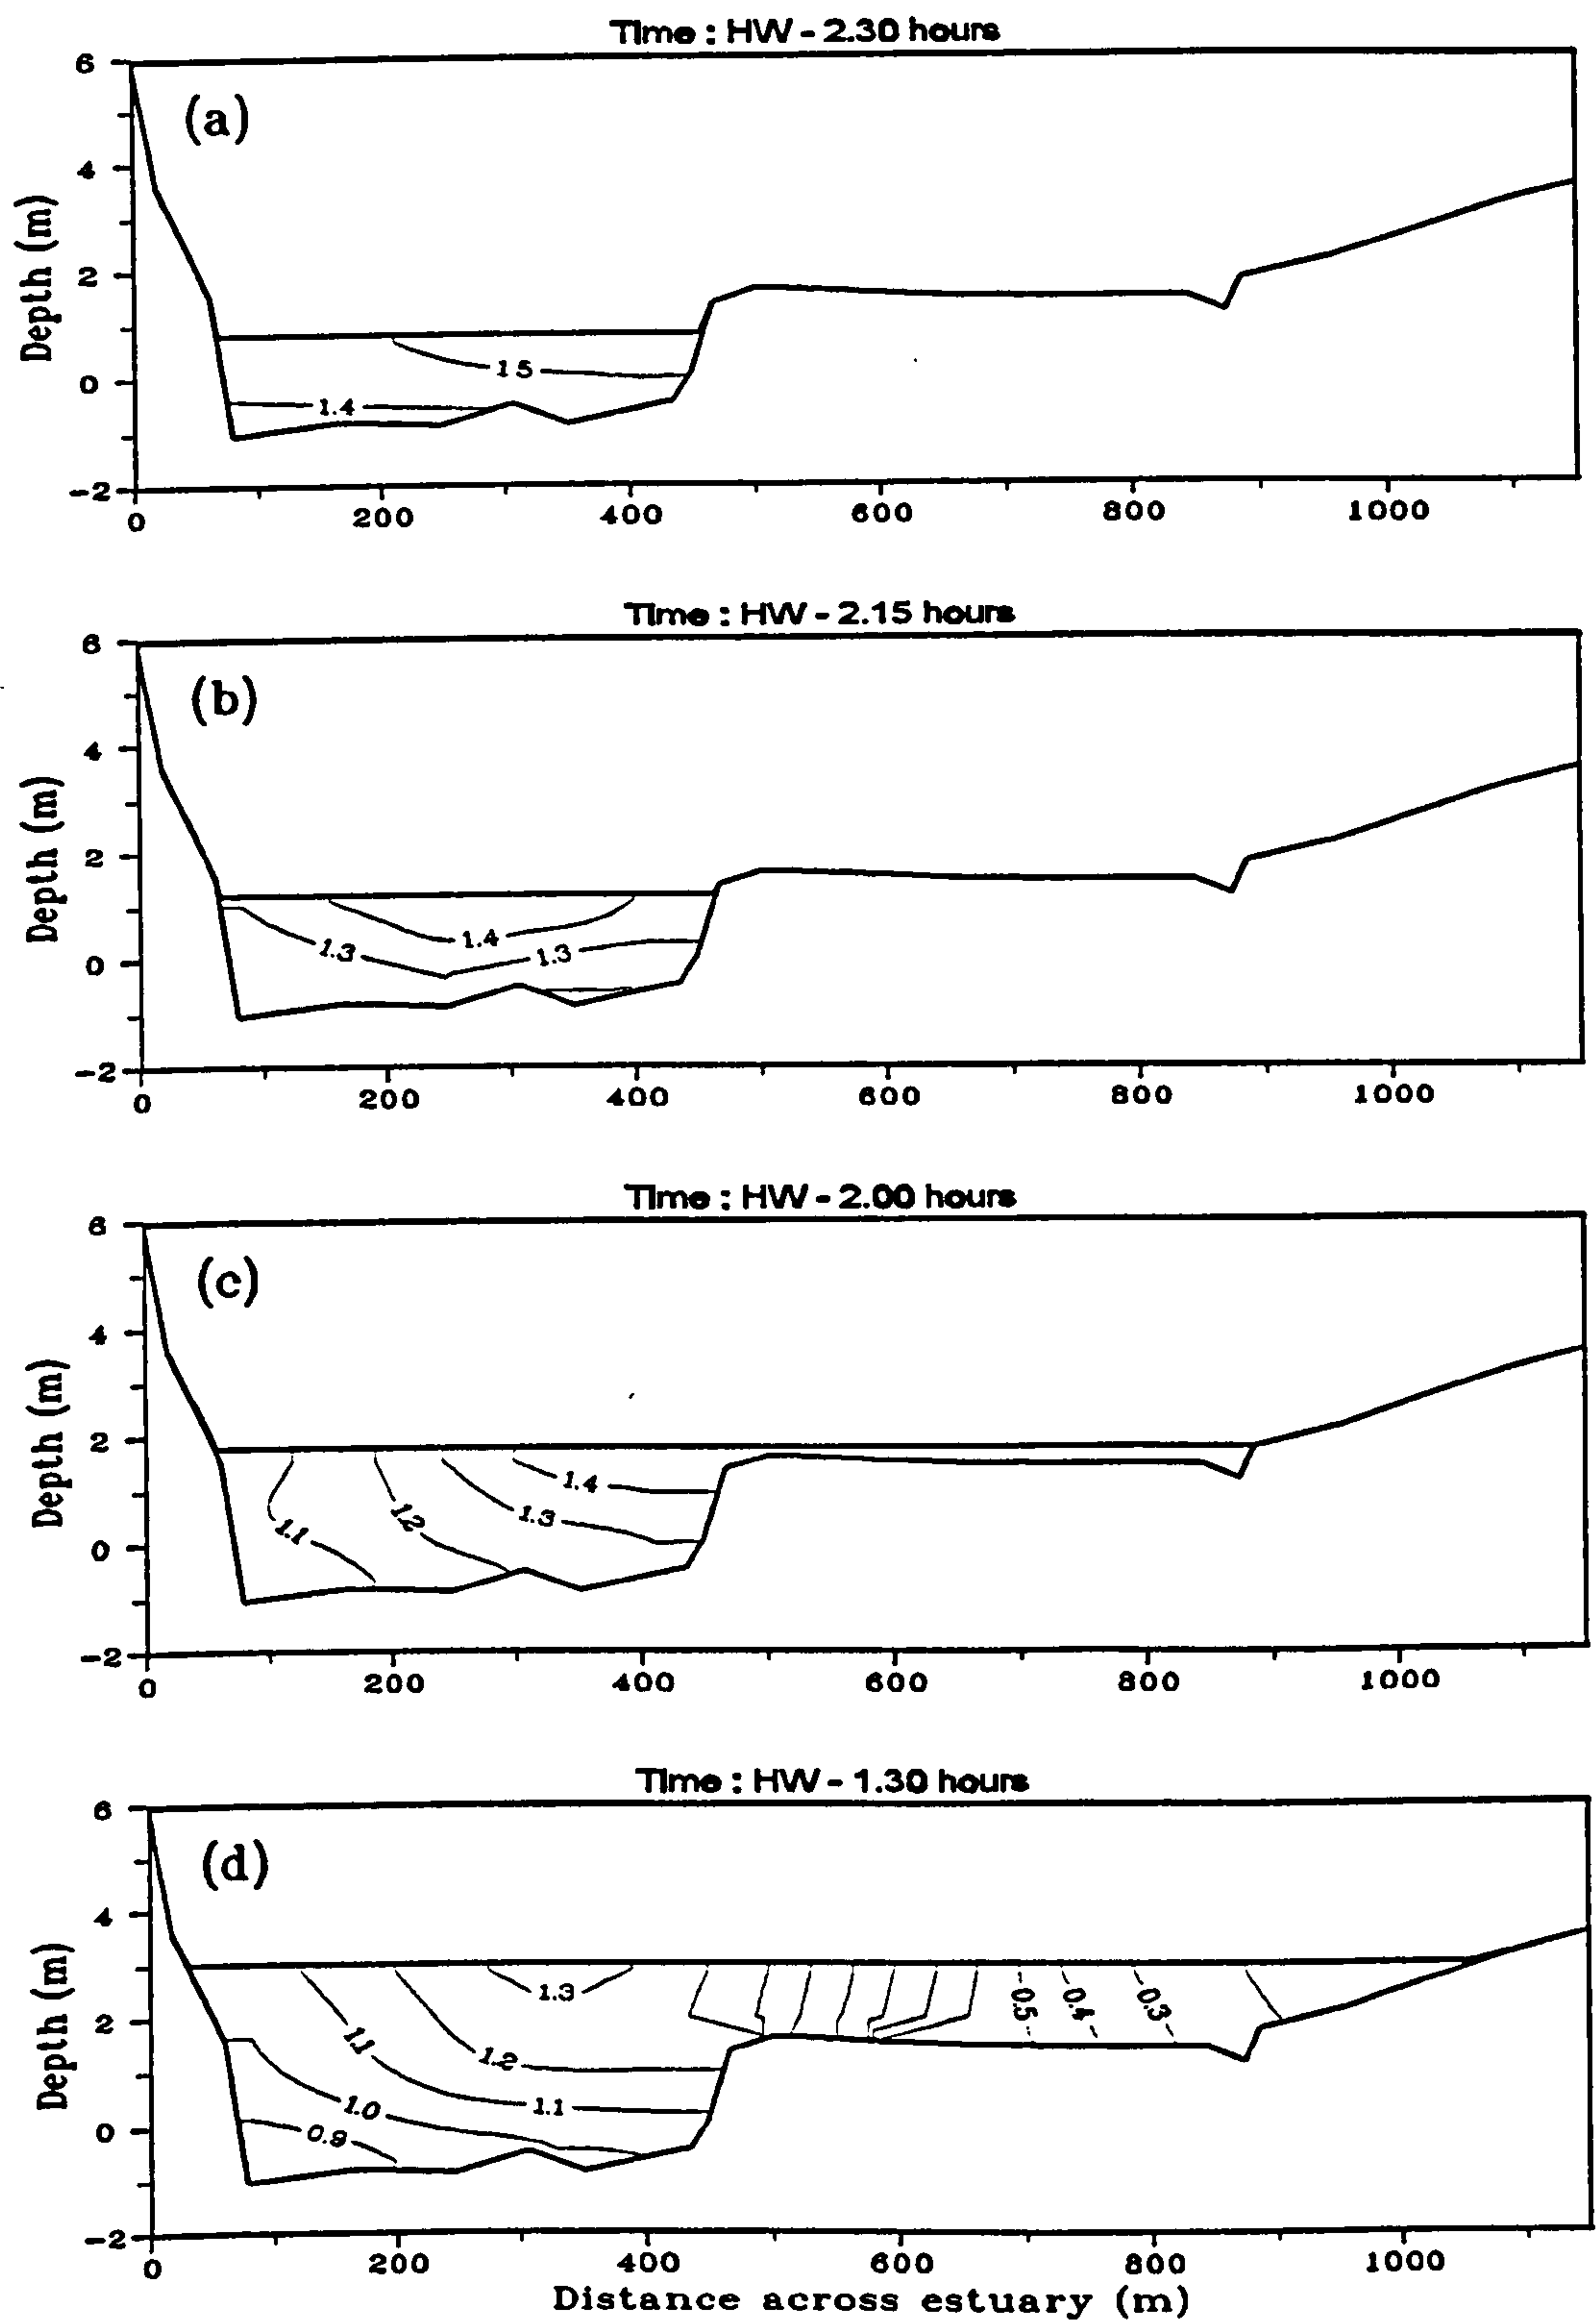 Time : HW - 2.30 hours
6
(a)
4
2
0
-2
Depth (m)
1.5
1.4
0 200 400 600 800 1000
Time : HW - 2.15 hours
6
(b)
4
2
0
-2
Depth (m)
1.4
1.3
1.3
0 200 400 600 800 1000
Time : HW - 2.00 hours
6
(c)
4
2
0
-2
Depth (m)
1.4
1.3
1.2
1.1
0 200 400 600 800 1000
Time : HW - 1.30 hours
6
(d)
4
2
0
-2
Depth (m)
1.3
0.5 0.4 0.3
1.1
1.2
1.0
1.1
0.9
0 200 400 600 800 1000
Distance across estuary (m)